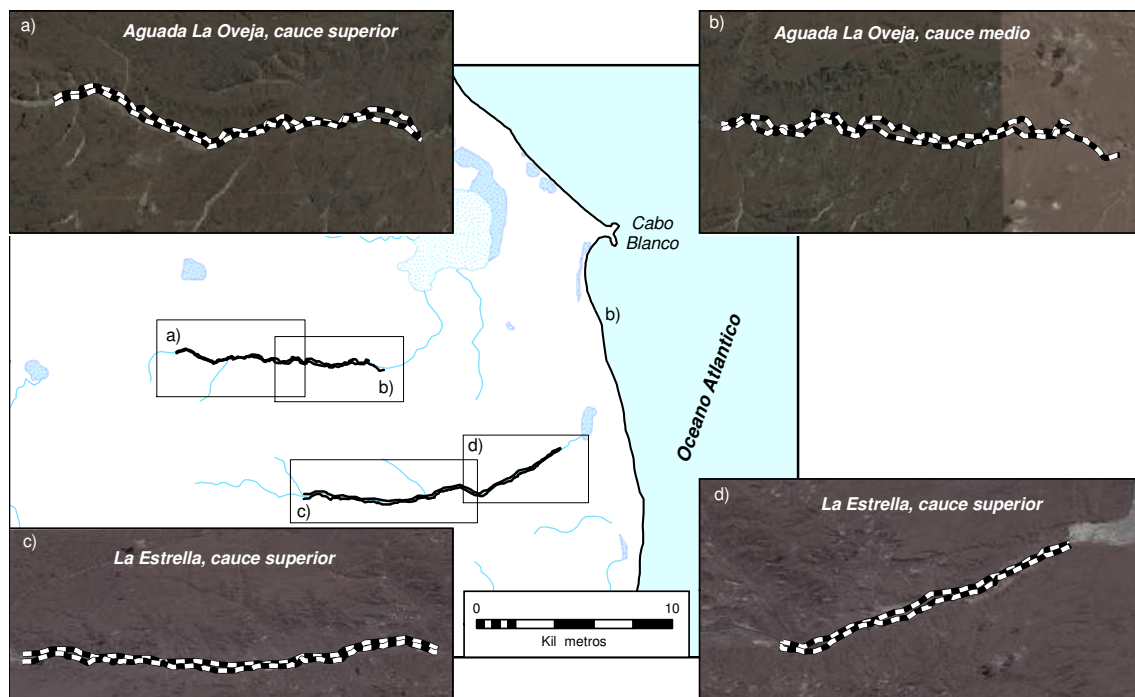 a)
Aguada La Oveja, cauce superior
b)
Aguada La Oveja, cauce medio
Cabo
Blanco
b)
Oceano Atlantico
a)
b)
d)
c)
c)
La Estrella, cauce superior
d)
La Estrella, cauce superior
0 10
Kil metros